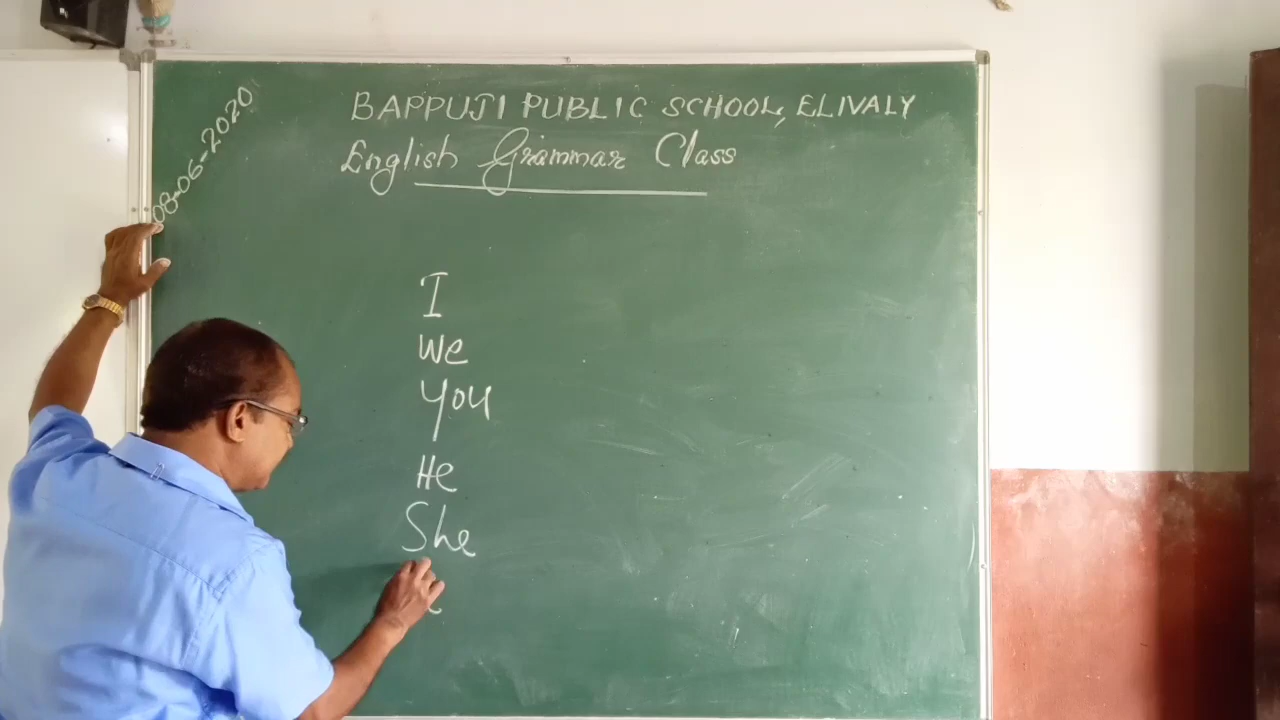 08-06-2020
BAPPUJI PUBLIC SCHOOL, ELIVALY
English Grammar Class
I
We
You
He
She